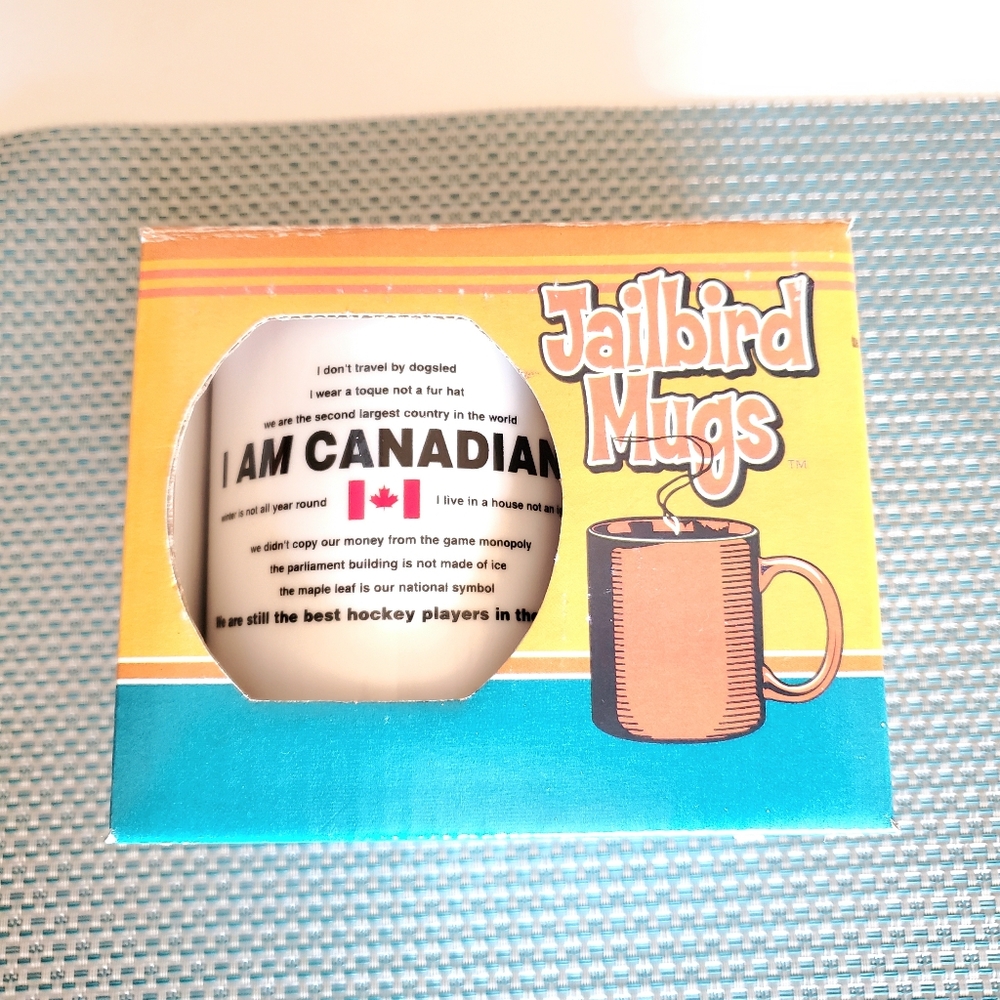 I don't travel by dogsled
I wear a toque not a fur hat
we are the second largest country in the world
I AM CANADIAN
winter is not all year round
I live in a house not an
we didn't copy our money from the game monopoly
the parliament building is not made of ice
the maple leaf is our national symbol
We are still the best hockey players in the
Jailbird
Mugs
TM